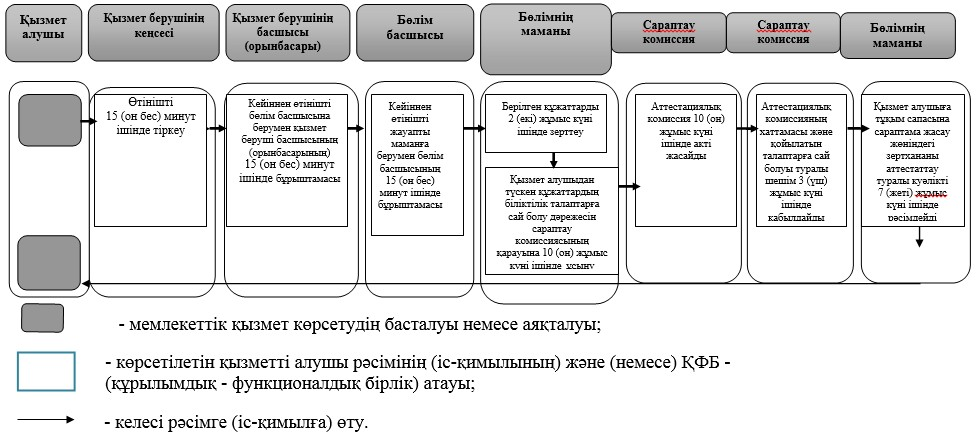 Қызмет
алушы
Қызмет берушінің
кеңсесі
Қызмет берушінің
басшысы
(орынбасары)
Бөлім
басшысы
Бөлімнің
маманы
Сараптау
комиссия
Сараптау
комиссия
Бөлімнің
маманы
Өтінішті
15 (он бес) минут
ішінде тіркеу
Кейіннен өтінішті
бөлім басшысына
берумен қызмет
беруші басшысының
(орынбасарының)
15 (он бес) минут
ішінде бұрыштамасы
Кейіннен
өтінішті
жауапты
маманға
берумен бөлім
басшысының
15 (он бес)
минут ішінде
бұрыштамасы
Берілген құжаттарды
2 (екі) жұмыс күні
ішінде зерттеу
Қызмет алушыдан
түскен құжаттардың
біліктілік талаптарға
сай болу дәрежесін
сараптау
комиссиясының
қарауына 10 (он) жұмыс
күні ішінде ұсыну
Аттестациялық
комиссия 10 (он)
жұмыс күні
ішінде акті
жасайды
Аттестациялық
комиссияның
хаттамасы және
қойылатын
талаптарға сай
болуы туралы
шешім 3 (үш)
жұмыс күні
ішінде
қабылдайды
Қызмет алушыға
тұқым сапасына
сараптама жасау
жөніндегі
зертхананы
аттестаттау
туралы куәлікті
7 (жеті) жұмыс
күні ішінде
рәсімдейді
- мемлекеттік қызмет көрсетудің басталуы немесе аяқталуы;
- көрсетілетін қызметті алушы рәсімінің (іс-қимылынын) және (немесе) ҚФБ -
(құрылымдық - функционалдық бірлік) атауы;
- келесі рәсімге (іс-қимылға) өту.